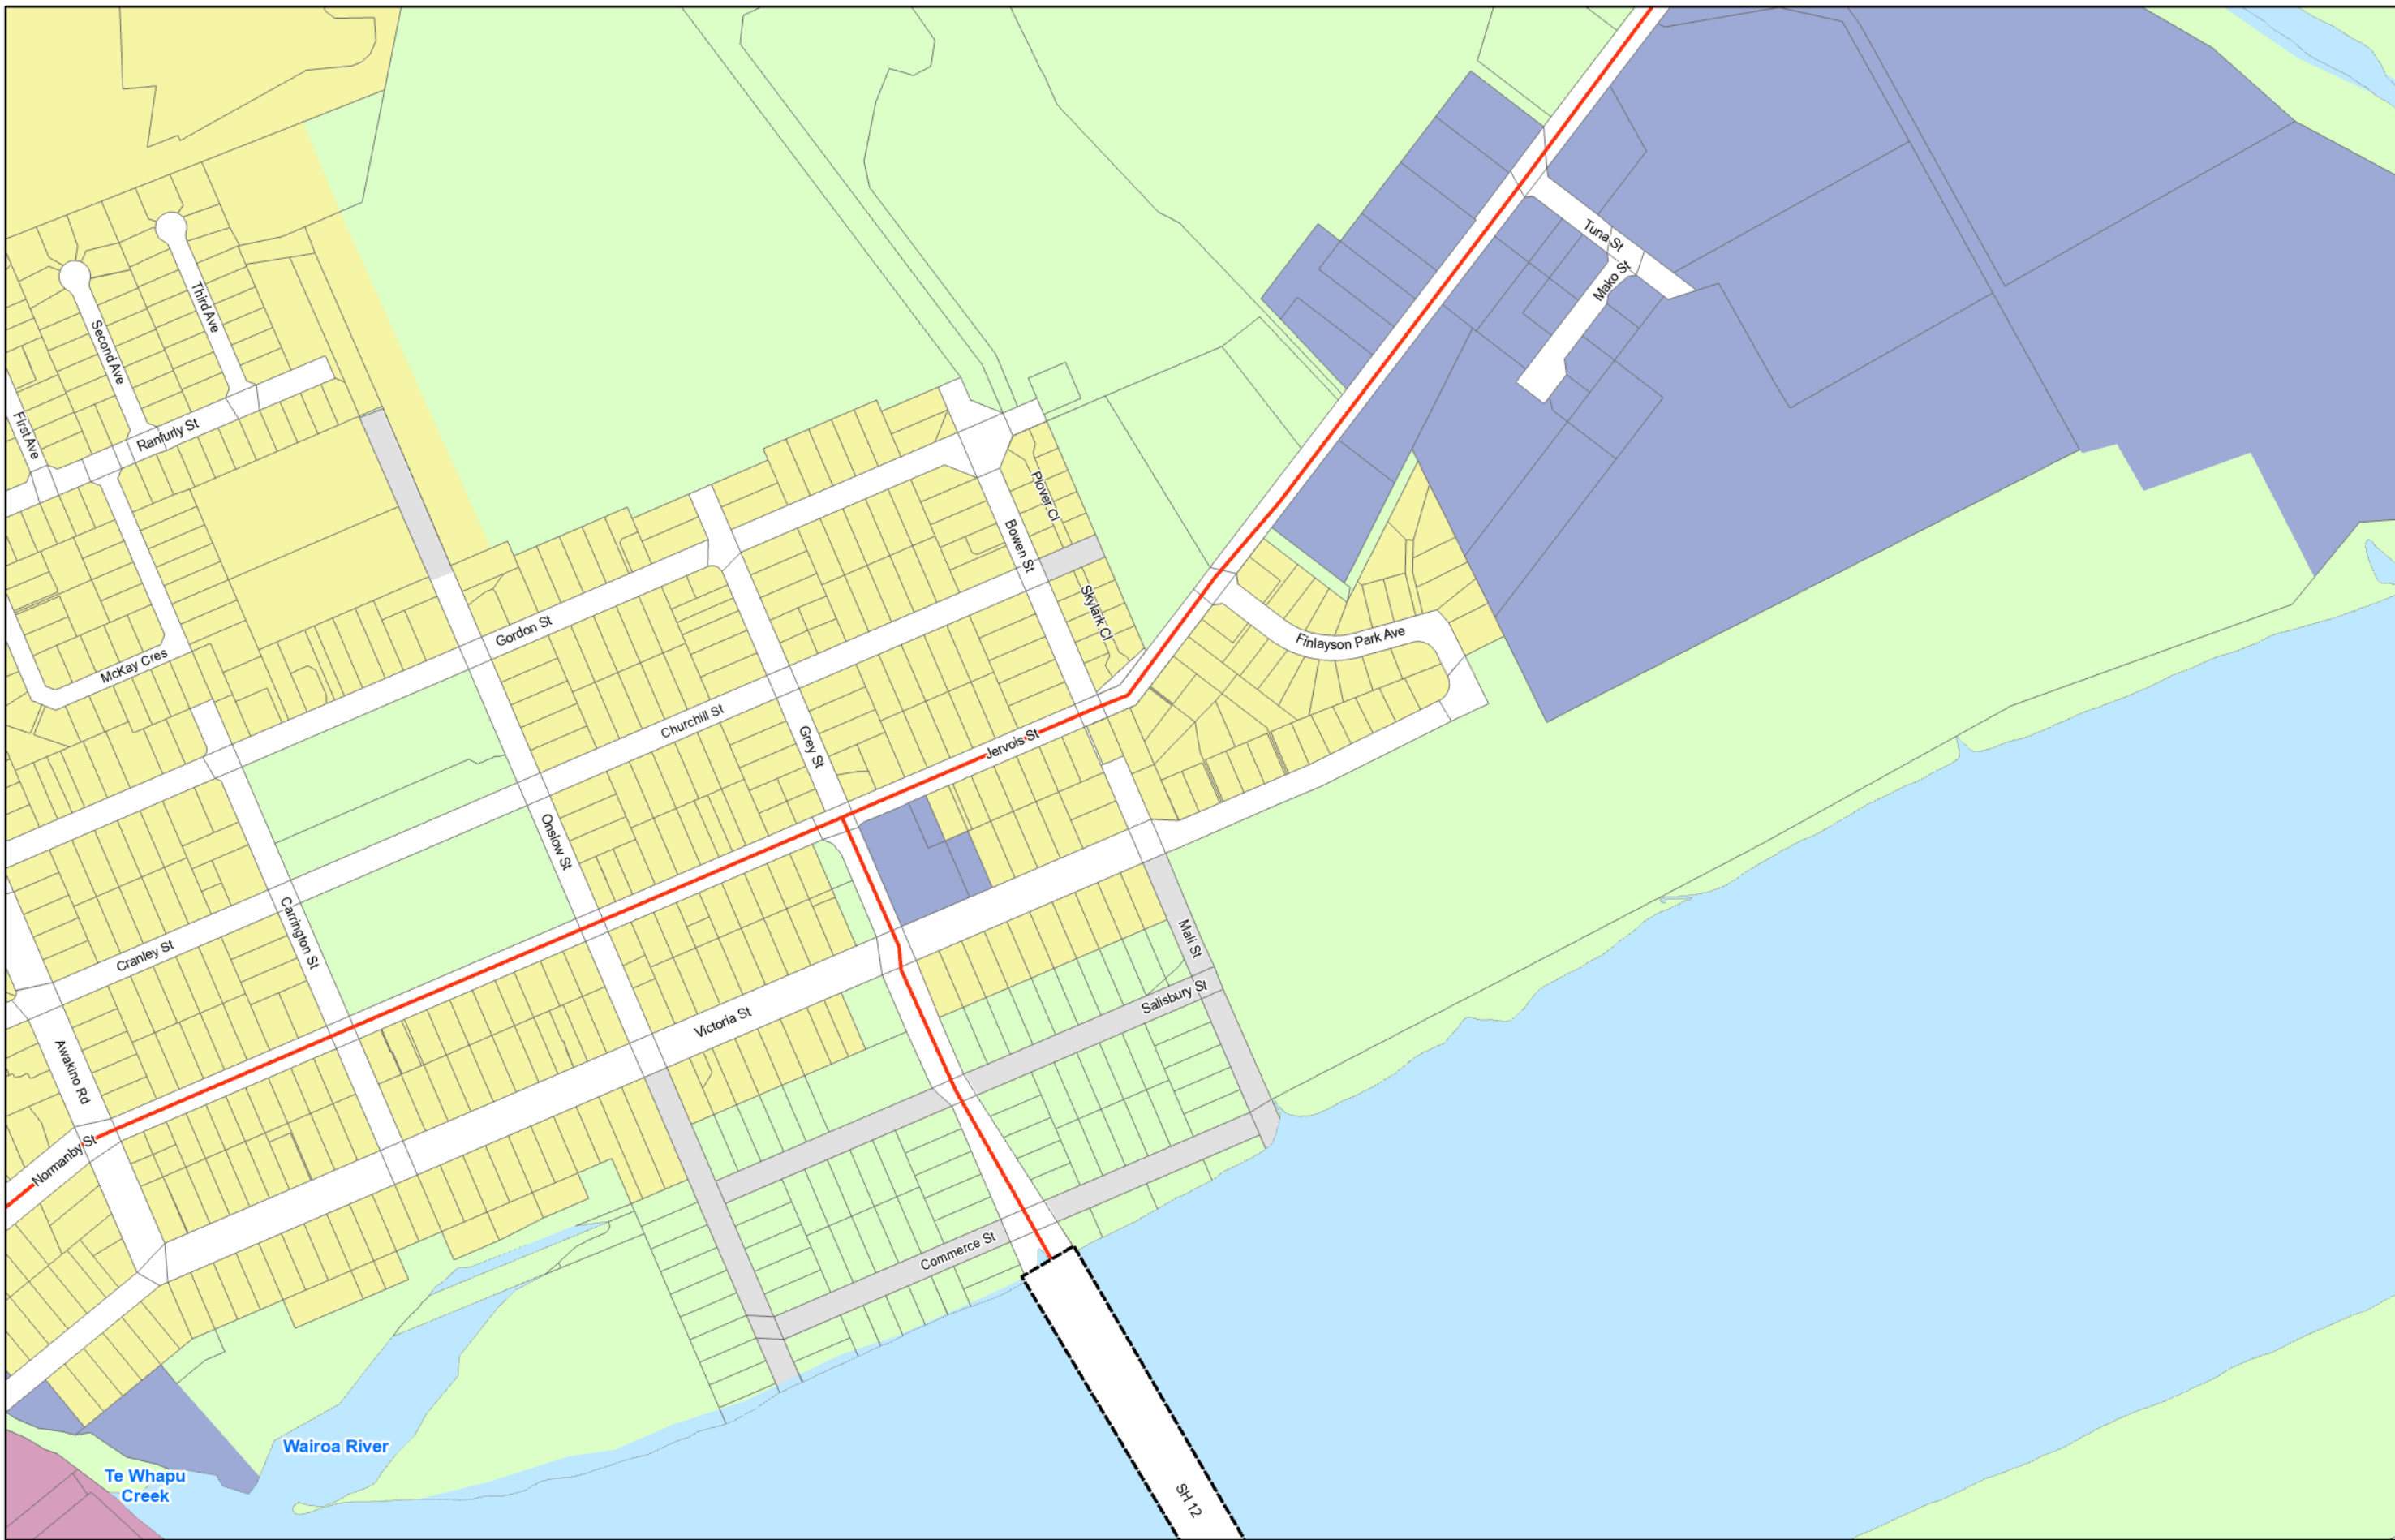 Tuna St
Mako St
Third Ave
Second Ave
First Ave
Ranfurly St
Plover Cl
Bowen St
Skylark Cl
Gordon St
Finlayson Park Ave
McKay Cres
Churchill St
Grey St
Jervois St
Onslow St
Carrington St
Cranley St
Mali St
Salisbury St
Victoria St
Awakino Rd
Normanby St
Commerce St
Wairoa River
Te Whapu
Creek
SH 12